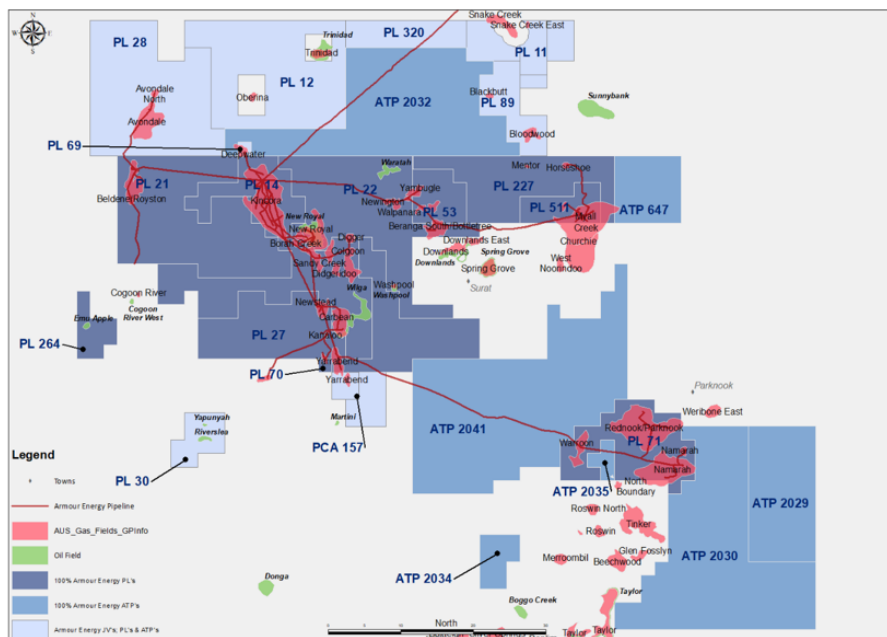 Snake Creek
Snake Creek East
PL 28
PL 320
PL 11
Trinidad
Trinidad
PL 12
Avondale
North
Oberina
ATP 2032
Blackbutt
PL 89
Sunnybank
Avondale
Bloodwood
PL 69
Deepwater
Waratah
Mentor
Horseshoe
PL 21
PL 14
PL 22
Yambugle
PL 227
Beldene/Royston
Kincora
Newington
Walpanara
PL 53
PL 511
ATP 647
New Royal
New Royal
Beranga South/Borrietree
Myall
Creek
Borah Creek
Digger
Downlands East
Churchie
Colgoon
Downlands
Spring Grove
West
Noorindoo
Sandy Creek
Didgeridoo
Downlands
Spring Grove
Surat
Cogoon River
Wilga
Washpool
Washpool
Emu Apple
Cogoon
River West
Newstead
Carbean
PL 27
Kanaloo
PL 264
Yarrabend
PL 70
Yarrabend
Parknook
Weribone East
Yapunyah
Riverslea
Martini
Rednook/Parknook
ATP 2041
PL 71
PCA 157
Warroon
Namarah
Legend
Namarah
Towns
PL 30
ATP 2035
North
Boundary
ATP 2029
Armour Energy Pipeline
Roswin North
AUS_Gas_Fields_GPInfo
Roswin
Tinker
ATP 2030
Oil Field
Merroombil
Glen Fosslyn
Beechwood
100% Armour Energy PL's
ATP 2034
Donga
Taylor
100% Armour Energy ATP's
Boggo Creek
North
Armour Energy JV's; PL's & ATP's
Taylor
Taylor